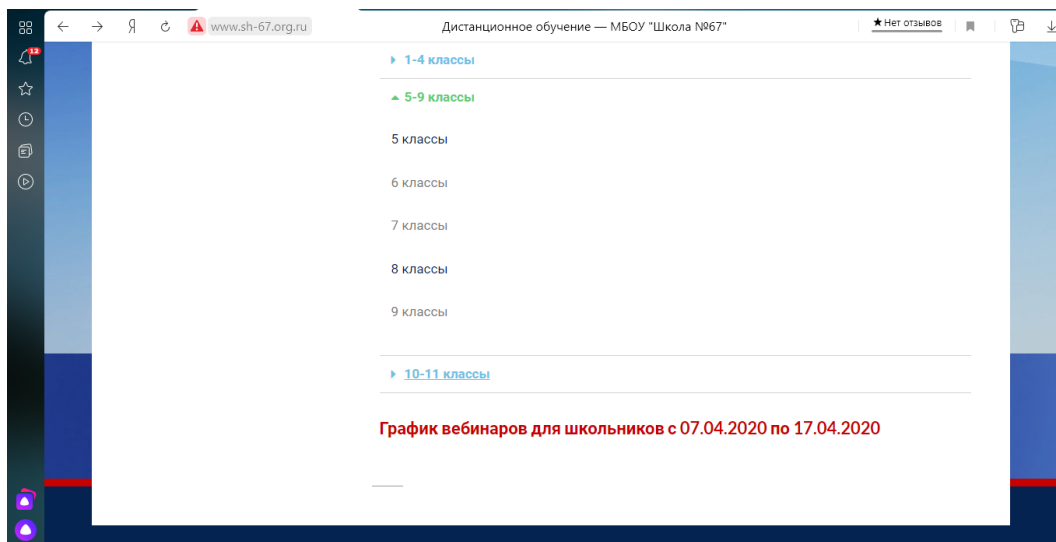 Я www.sh-67.org.ru Дистанционное обучение — МБОУ "Школа №67" ★ Нет отзывов
12
1-4 классы
5-9 классы
5 классы
6 классы
7 классы
8 классы
9 классы
10-11 классы
График вебинаров для школьников с 07.04.2020 по 17.04.2020